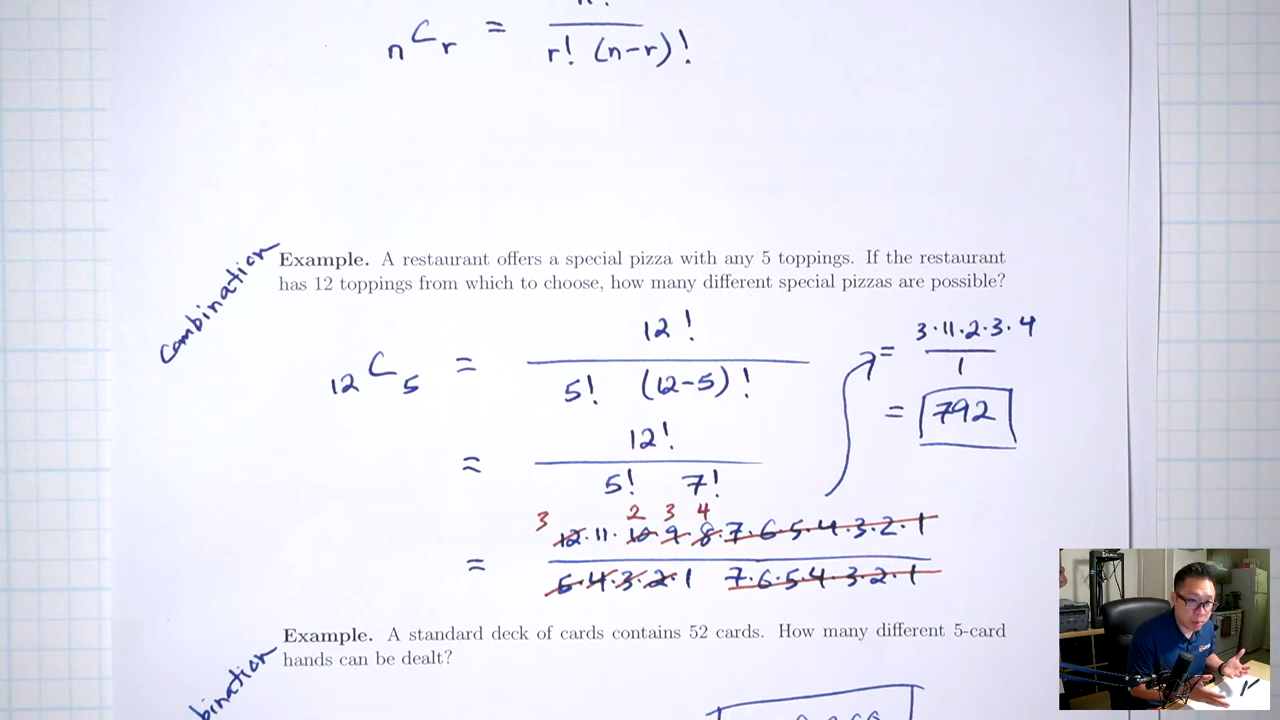 nCr = n! / r! (n-r)!
combination
Example. A restaurant offers a special pizza with any 5 toppings. If the restaurant
has 12 toppings from which to choose, how many different special pizzas are possible?
12C5 = 12! / 5! (12-5)!
= 12! / 5! 7!
3 2 3 4
= 12·11·10·9·8·7·6·5·4·3·2·1 / 5·4·3·2·1 7·6·5·4·3·2·1
= 3·11·2·3·4 / 1
= 792
Example. A standard deck of cards contains 52 cards. How many different 5-card
hands can be dealt?